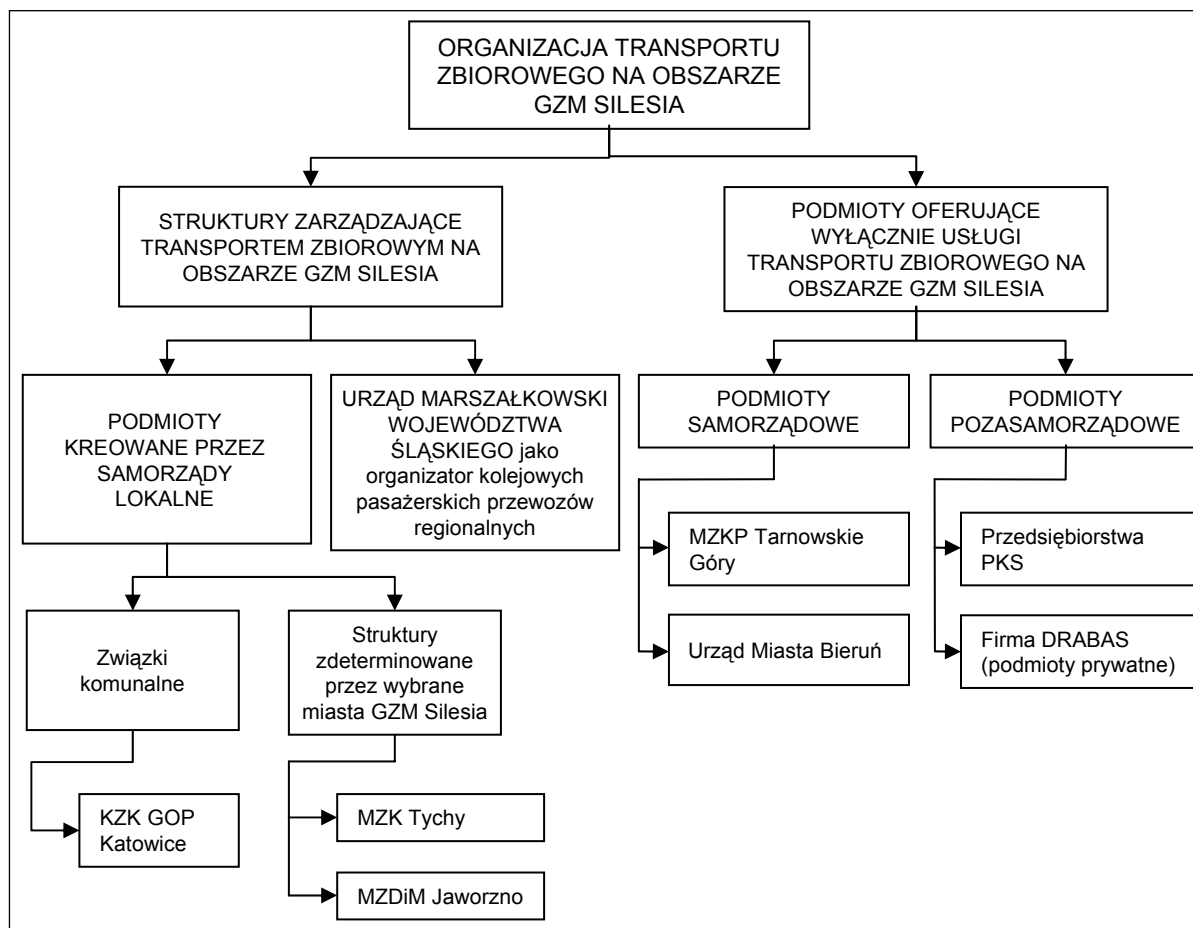 ORGANIZACJA TRANSPORTU
ZBIOROWEGO NA OBSZARZE
GZM SILESIA
STRUKTURY ZARZĄDZAJĄCE
TRANSPORTEM ZBIOROWYM NA
OBSZARZE GZM SILESIA
PODMIOTY OFERUJĄCE
WYŁĄCZNIE USŁUGI
TRANSPORTU ZBIOROWEGO NA
OBSZARZE GZM SILESIA
PODMIOTY
KREOWANE PRZEZ
SAMORZĄDY
LOKALNE
URZĄD MARSZAŁKOWSKI
WOJEWÓDZTWA
ŚLĄSKIEGO jako
organizator kolejowych
pasażerskich przewozów
regionalnych
PODMIOTY
SAMORZĄDOWE
PODMIOTY
POZASAMORZĄDOWE
MZKP Tarnowskie
Góry
Przedsiębiorstwa
PKS
Urząd Miasta Bieruń
Firma DRABAS
(podmioty prywatne)
Związki
komunalne
Struktury
zdeterminowane
przez wybrane
miasta GZM Silesia
KZK GOP
Katowice
MZK Tychy
MZDiM Jaworzno